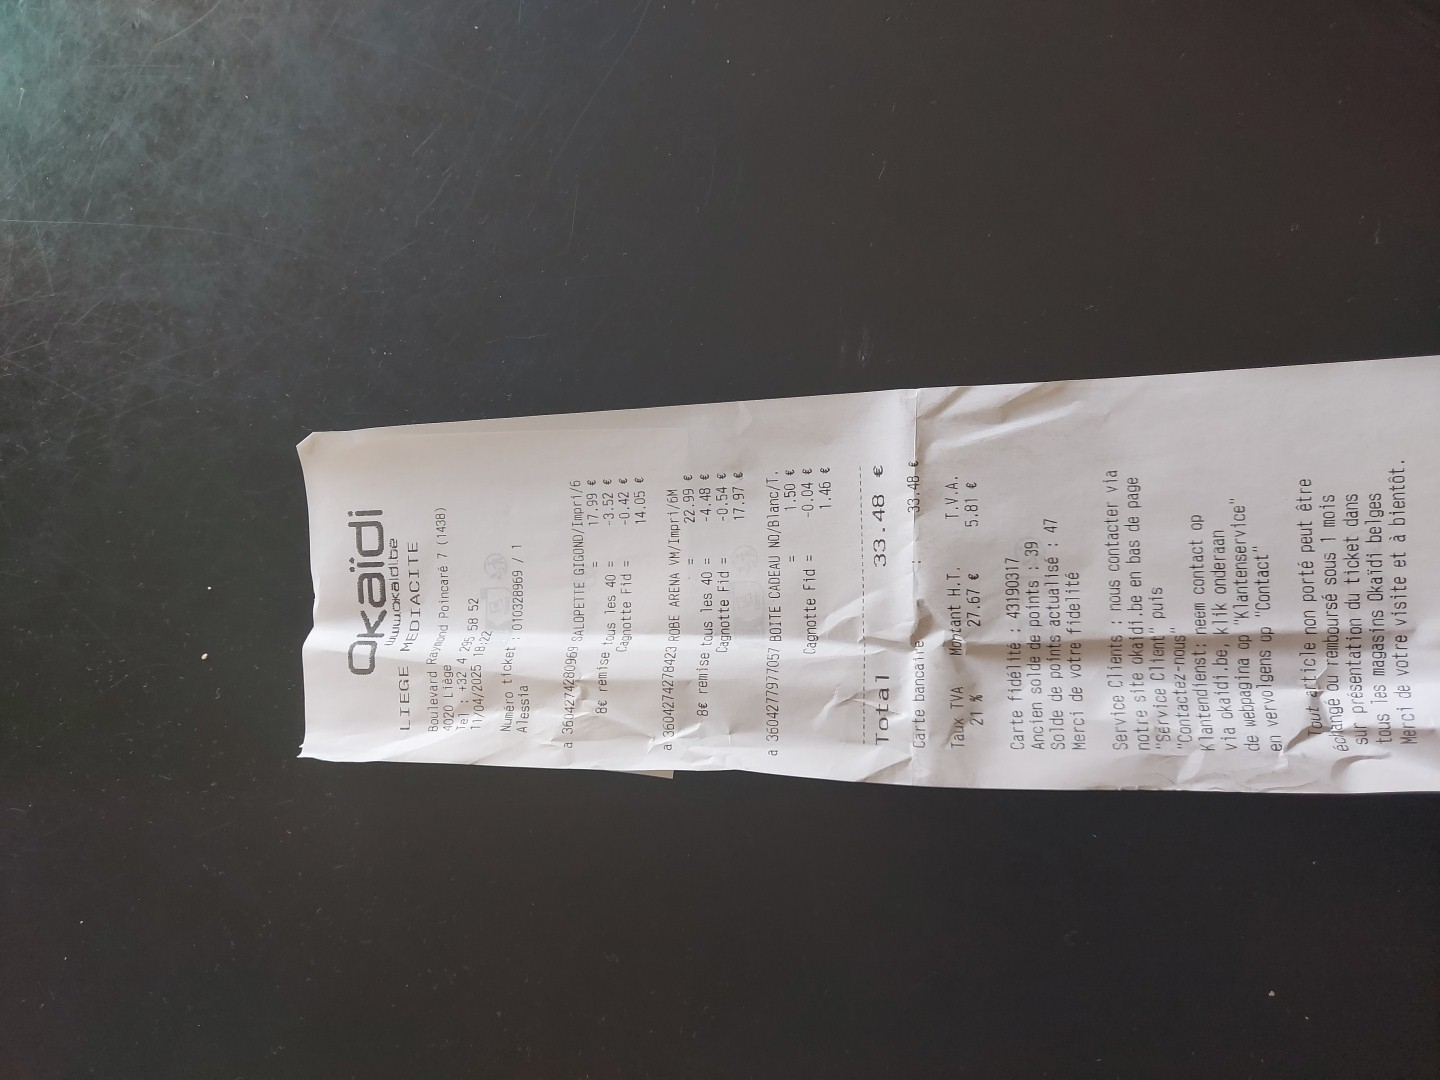 Okaïdi
www.okaidi.be
LIEGE MEDIACITE
Boulevard Raymond Poincaré 7 (143B)
4020 Liège
Tel : +32 4 295 58 52
11/04/2025 18:22
Numéro ticket : 010328969 / 1
Alessia
a 3604274280969 SALOPETTE GIGOND/Impri/6
= 17.99 €
8€ remise tous les 40 = -3.52 €
Cagnotte Fid = -0.42 €
14.05 €
a 3604274278423 ROBE ARENA VM/Impri/6M
= 22.99 €
8€ remise tous les 40 = -4.48 €
Cagnotte Fid = -0.54 €
17.97 €
a 3604277977057 BOITE CADEAU NO/Blanc/T.
= 1.50 €
Cagnotte Fid = -0.04 €
1.46 €
Total 33.48 €
Carte bancaire : 33.48 €
Taux TVA Montant H.T. T.V.A.
21 % 27.67 € 5.81 €
Carte fidélité : 43190317
Ancien solde de points : 39
Solde de points actualisé : 47
Merci de votre fidelité
Service Clients : nous contacter via
notre site okaidi.be en bas de page
"Service Client" puis
"Contactez-nous"
Klantendienst: neem contact op
via okaidi.be, klik onderaan
de webpagina op "Klantenservice"
en vervolgens op "Contact"
Tout article non porté peut être
échangé ou remboursé sous 1 mois
sur présentation du ticket dans
tous les magasins Okaïdi belges
Merci de votre visite et à bientôt.